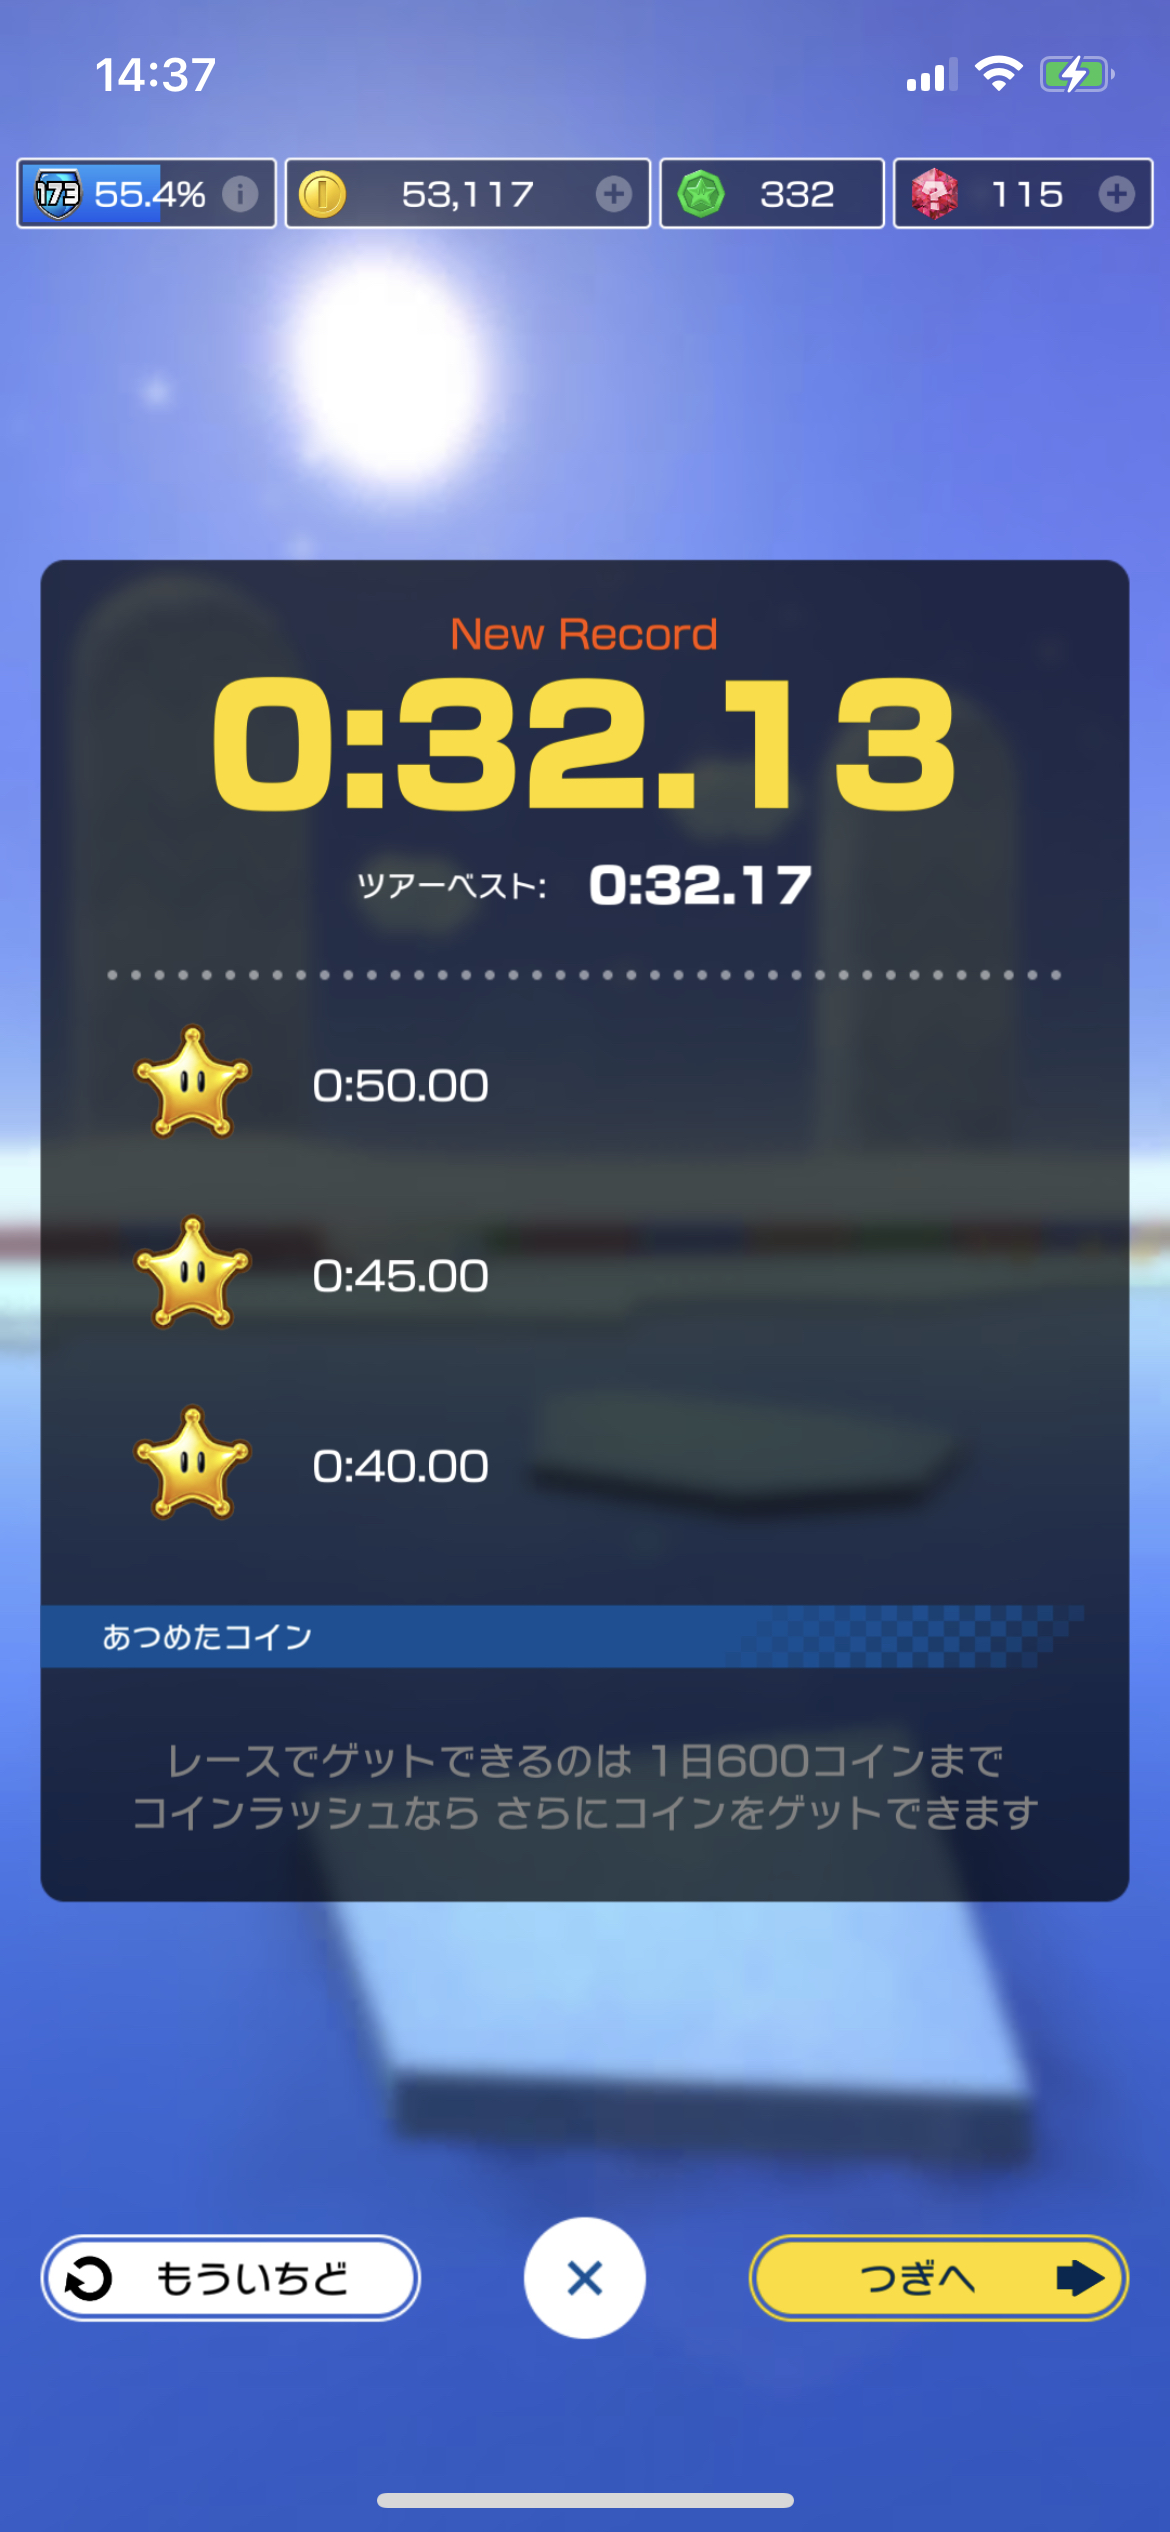 14:37
173 55.4% i 53,117 + 332 115 +
New Record
0:32.13
ツアーベスト: 0:32.17
0:50.00
0:45.00
0:40.00
あつめたコイン
レースでゲットできるのは 1日600コインまで
コインラッシュなら さらにコインをゲットできます
もういちど × つぎへ